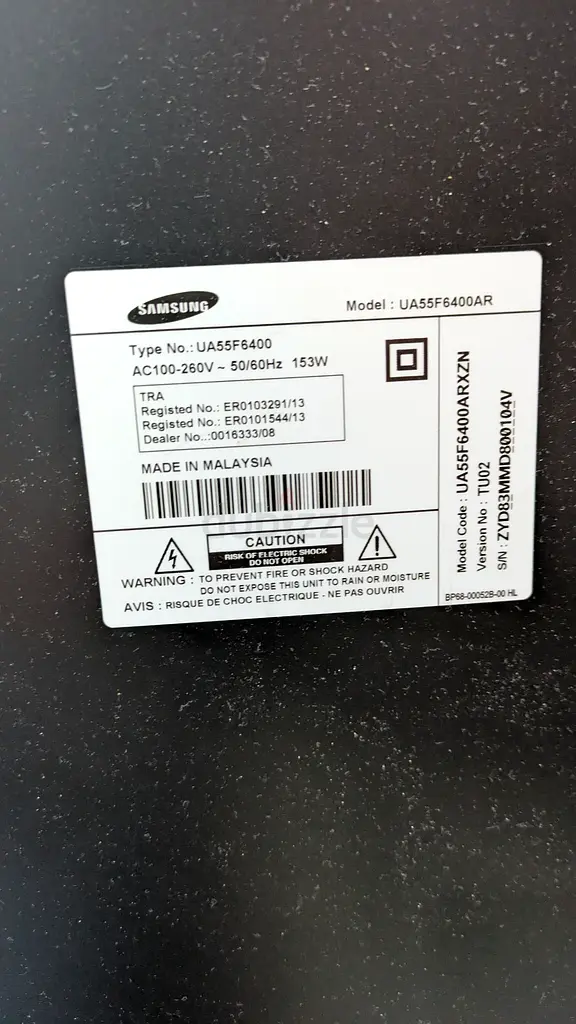 SAMSUNG
Model : UA55F6400AR
Type No.: UA55F6400
AC100-260V ~ 50/60Hz 153W
TRA
Registed No.: ER0103291/13
Registed No.: ER0101544/13
Dealer No..:0016333/08
MADE IN MALAYSIA
dubizzle
CAUTION
RISK OF ELECTRIC SHOCK
DO NOT OPEN
WARNING : TO PREVENT FIRE OR SHOCK HAZARD
DO NOT EXPOSE THIS UNIT TO RAIN OR MOISTURE
AVIS : RISQUE DE CHOC ELECTRIQUE - NE PAS OUVRIR
Model Code : UA55F6400ARXZN
Version No : TU02
S/N : ZYD83MMD800104V
BP68-00052B-00 HL